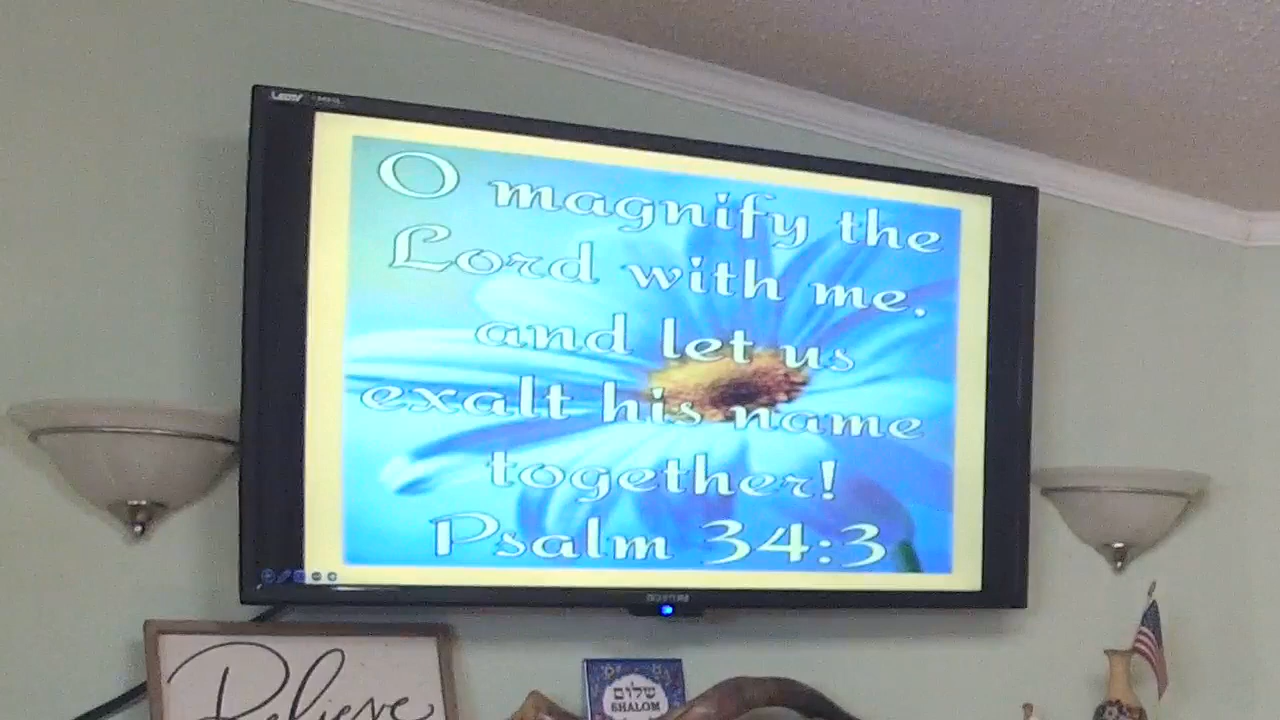 O magnify the
Lord with me,
and let us
exalt his name
together!
Psalm 34:3
Believe
שלום
SHALOM